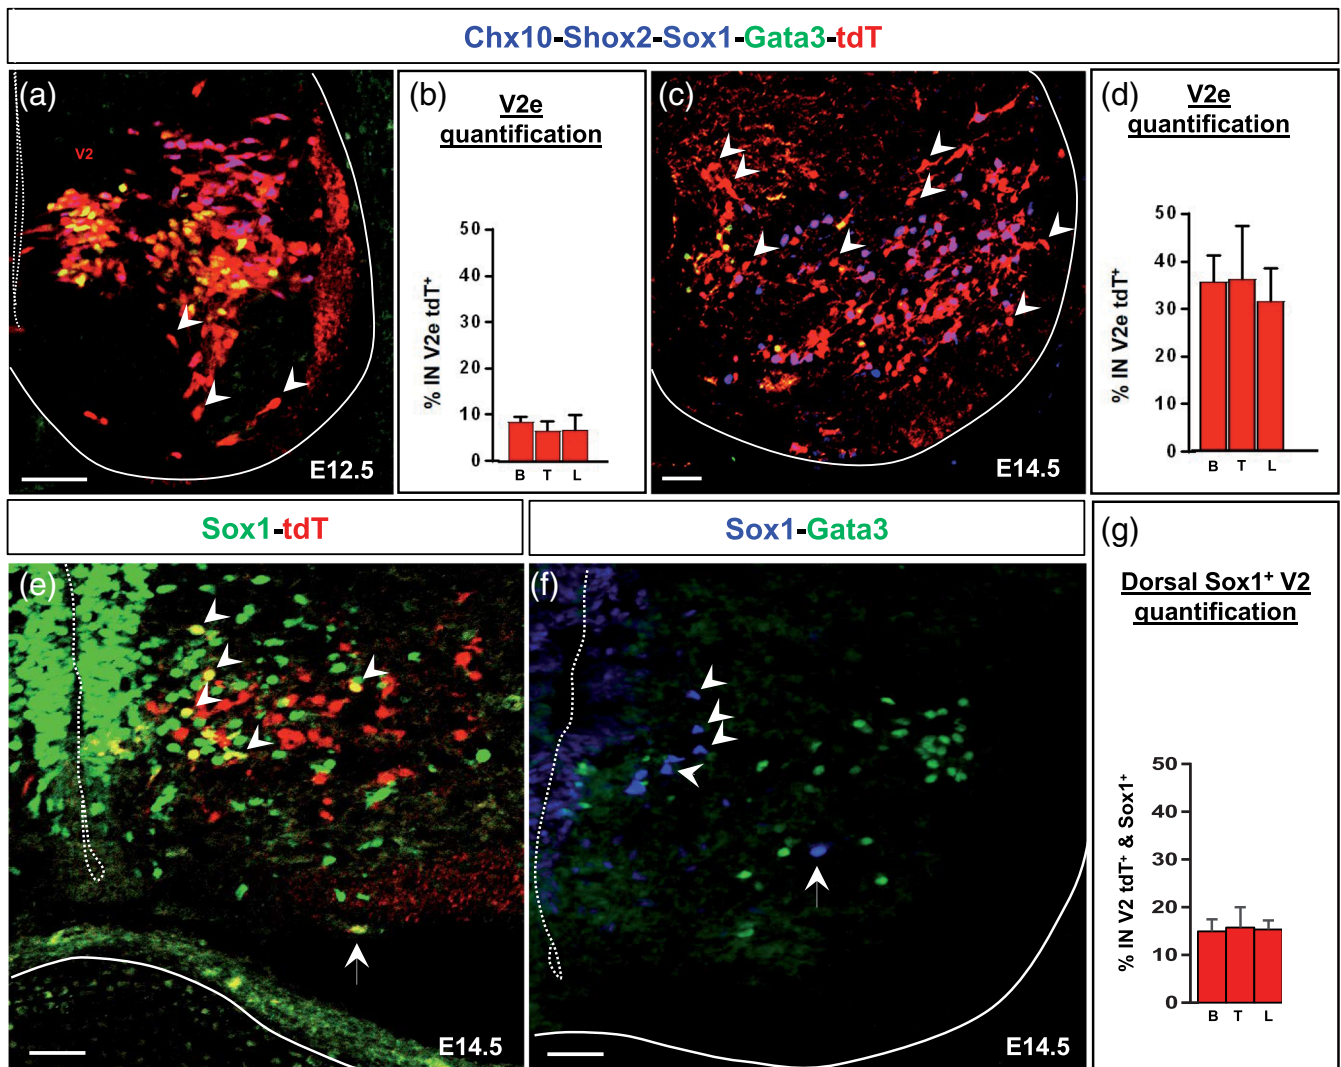 Chx10-Shox2-Sox1-Gata3-tdT
(a)
V2
E12.5
(b)
V2e
quantification
% IN V2e tdT⁺
50
40
30
20
10
0
B T L
(c)
E14.5
(d)
V2e
quantification
% IN V2e tdT⁺
50
40
30
20
10
0
B T L
Sox1-tdT
(e)
E14.5
Sox1-Gata3
(f)
E14.5
(g)
Dorsal Sox1⁺ V2
quantification
% IN V2 tdT⁺ & Sox1⁺
50
40
30
20
10
0
B T L